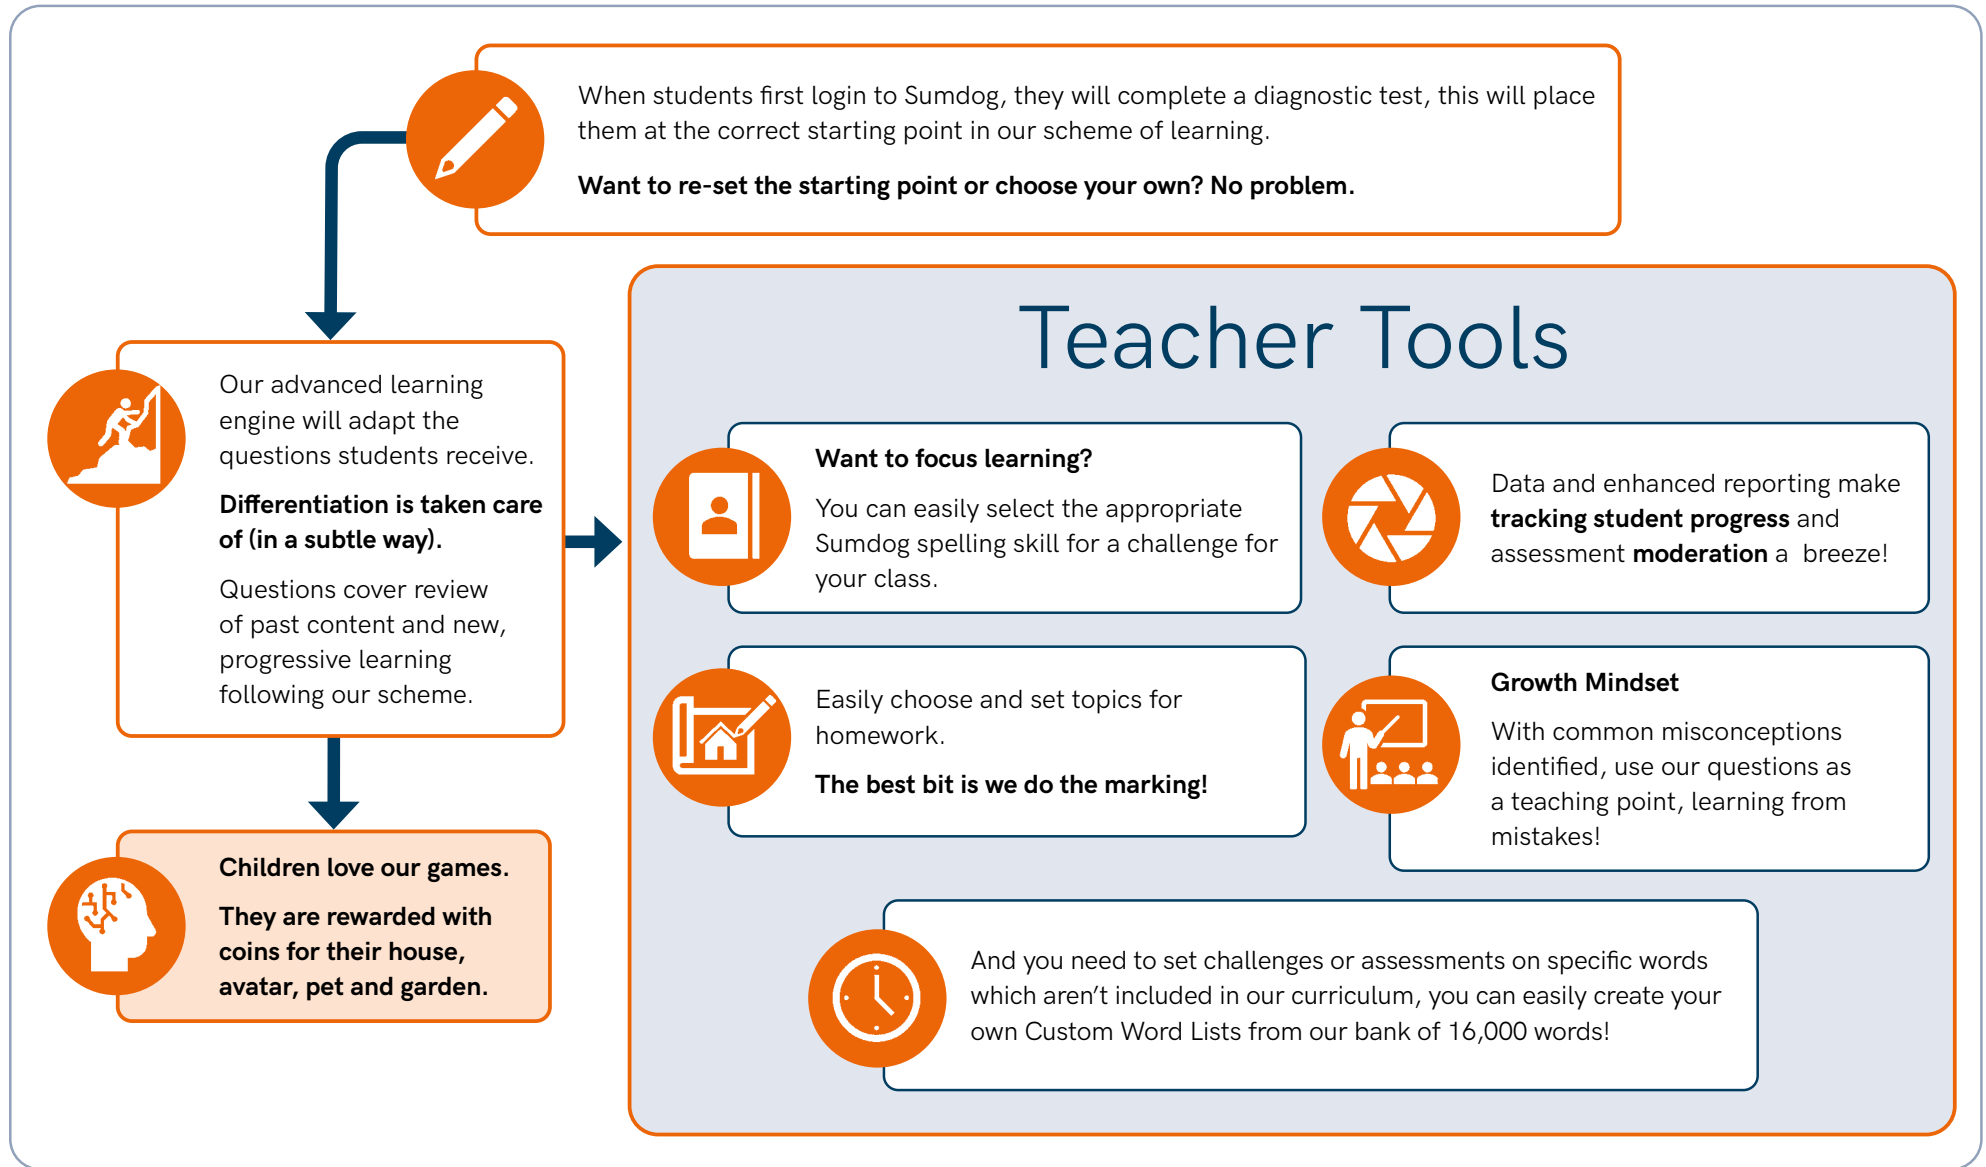 When students first login to Sumdog, they will complete a diagnostic test, this will place
them at the correct starting point in our scheme of learning.
Want to re-set the starting point or choose your own? No problem.
Our advanced learning
engine will adapt the
questions students receive.
Differentiation is taken care
of (in a subtle way).
Questions cover review
of past content and new,
progressive learning
following our scheme.
Children love our games.
They are rewarded with
coins for their house,
avatar, pet and garden.
Teacher Tools
Want to focus learning?
You can easily select the appropriate
Sumdog spelling skill for a challenge for
your class.
Data and enhanced reporting make
tracking student progress and
assessment moderation a breeze!
Easily choose and set topics for
homework.
The best bit is we do the marking!
Growth Mindset
With common misconceptions
identified, use our questions as
a teaching point, learning from
mistakes!
And you need to set challenges or assessments on specific words
which aren't included in our curriculum, you can easily create your
own Custom Word Lists from our bank of 16,000 words!